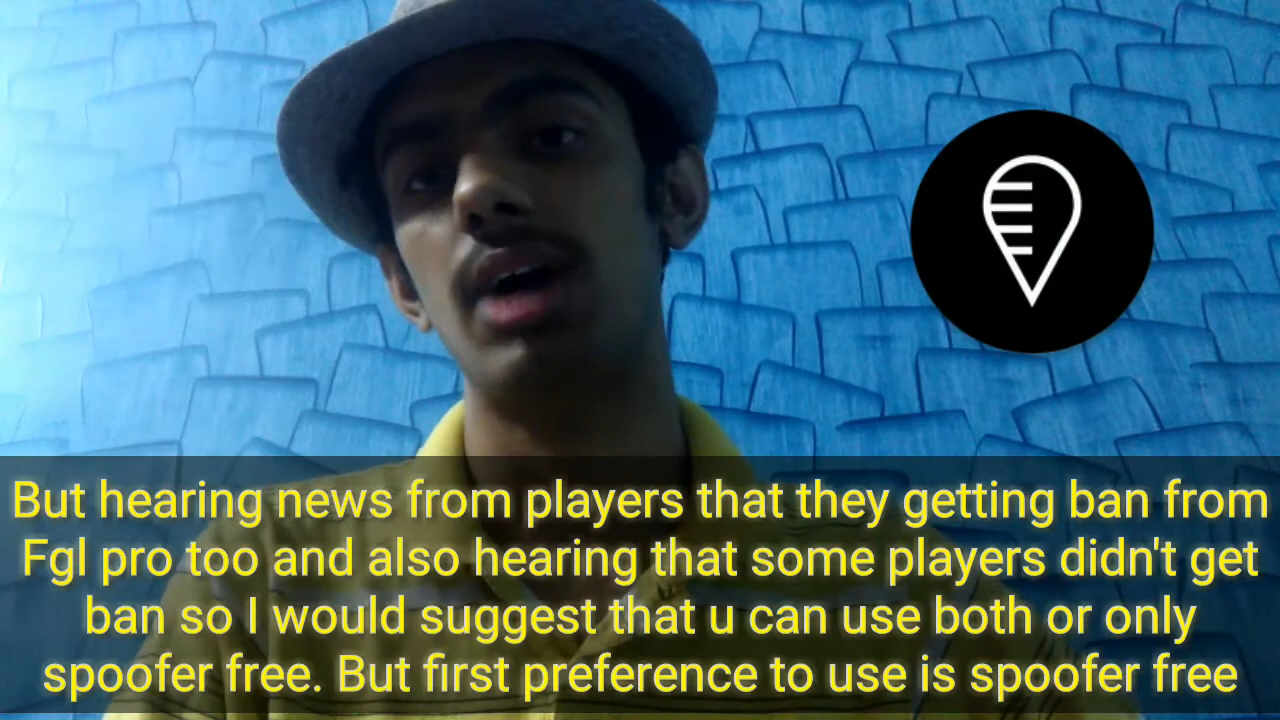 But hearing news from players that they getting ban from
Fgl pro too and also hearing that some players didn't get
ban so I would suggest that u can use both or only
spoofer free. But first preference to use is spoofer free